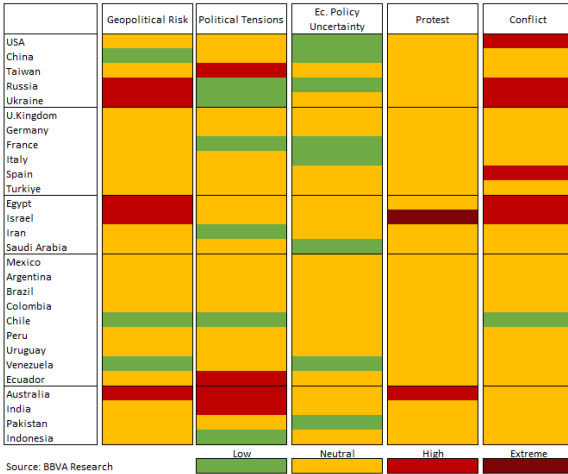 Geopolitical Risk Political Tensions Ec. Policy Uncertainty Protest Conflict
USA
China
Taiwan
Russia
Ukraine
U.Kingdom
Germany
France
Italy
Spain
Turkiye
Egypt
Israel
Iran
Saudi Arabia
Mexico
Argentina
Brazil
Colombia
Chile
Peru
Uruguay
Venezuela
Ecuador
Australia
India
Pakistan
Indonesia
Low Neutral High Extreme
Source: BBVA Research